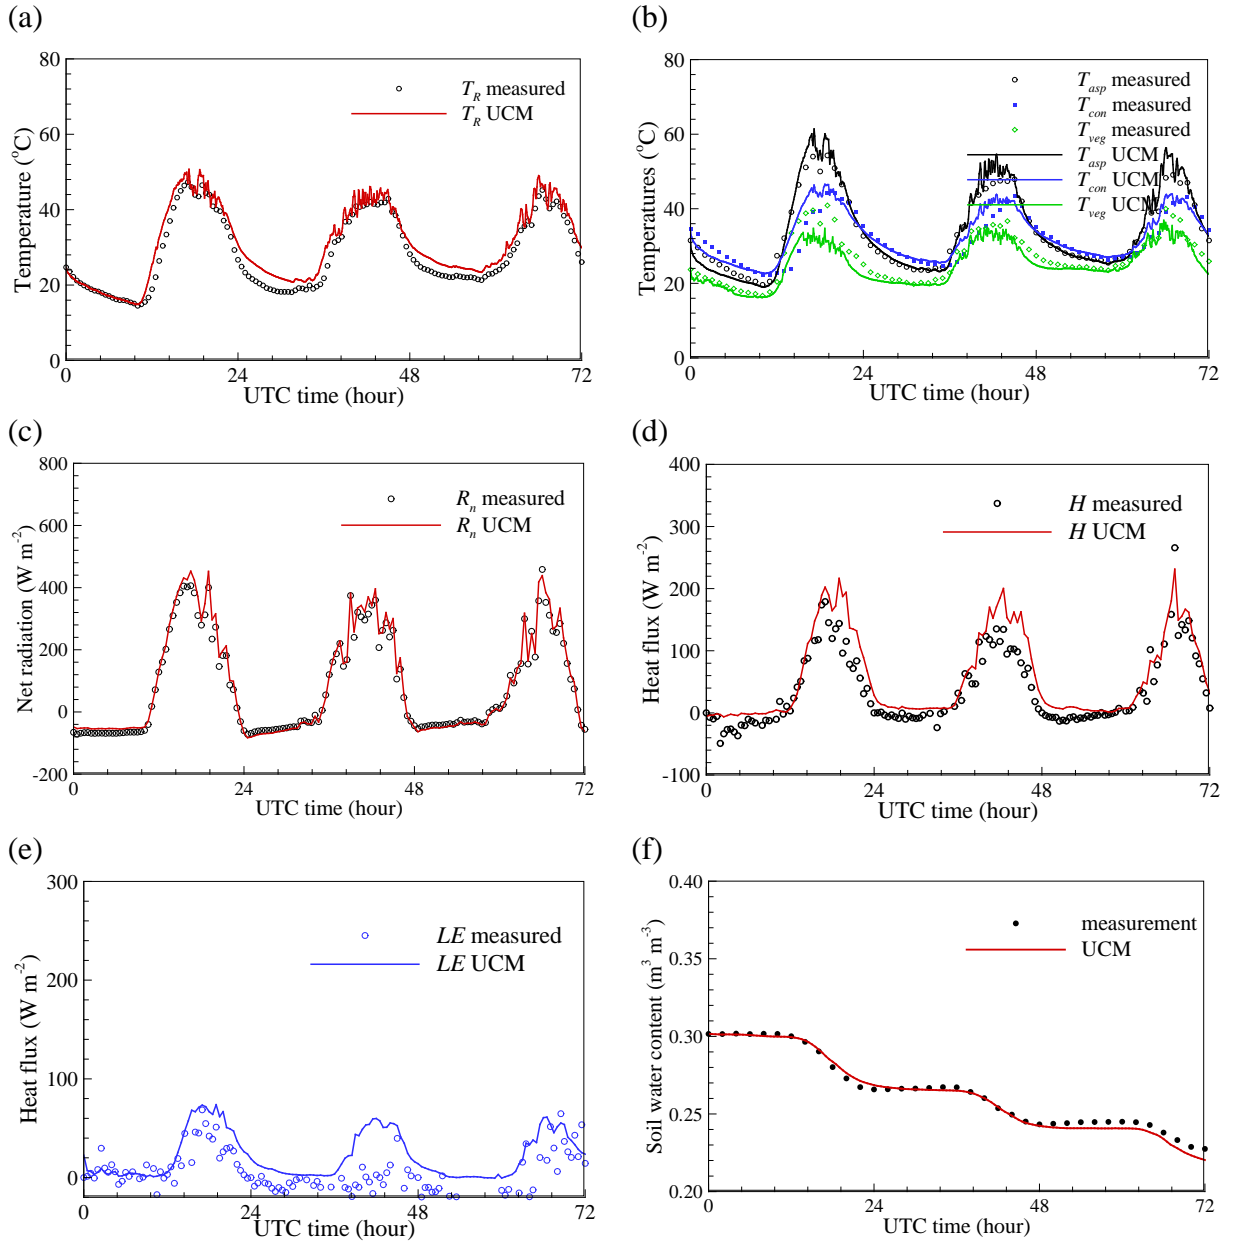 (a)
80
60
40
20
0
0
24
48
72
Temperature (°C)
UTC time (hour)
T_R measured
T_R UCM
(b)
80
60
40
20
0
0
24
48
72
Temperatures (°C)
UTC time (hour)
T_asp measured
T_con measured
T_veg measured
T_asp UCM
T_con UCM
T_veg UCM
(c)
800
600
400
200
0
-200
0
24
48
72
Net radiation (W m⁻²)
UTC time (hour)
R_n measured
R_n UCM
(d)
400
300
200
100
0
-100
0
24
48
72
Heat flux (W m⁻²)
UTC time (hour)
H measured
H UCM
(e)
300
200
100
0
0
24
48
72
Heat flux (W m⁻²)
UTC time (hour)
LE measured
LE UCM
(f)
0.40
0.35
0.30
0.25
0.20
0
24
48
72
Soil water content (m³ m⁻³)
UTC time (hour)
measurement
UCM